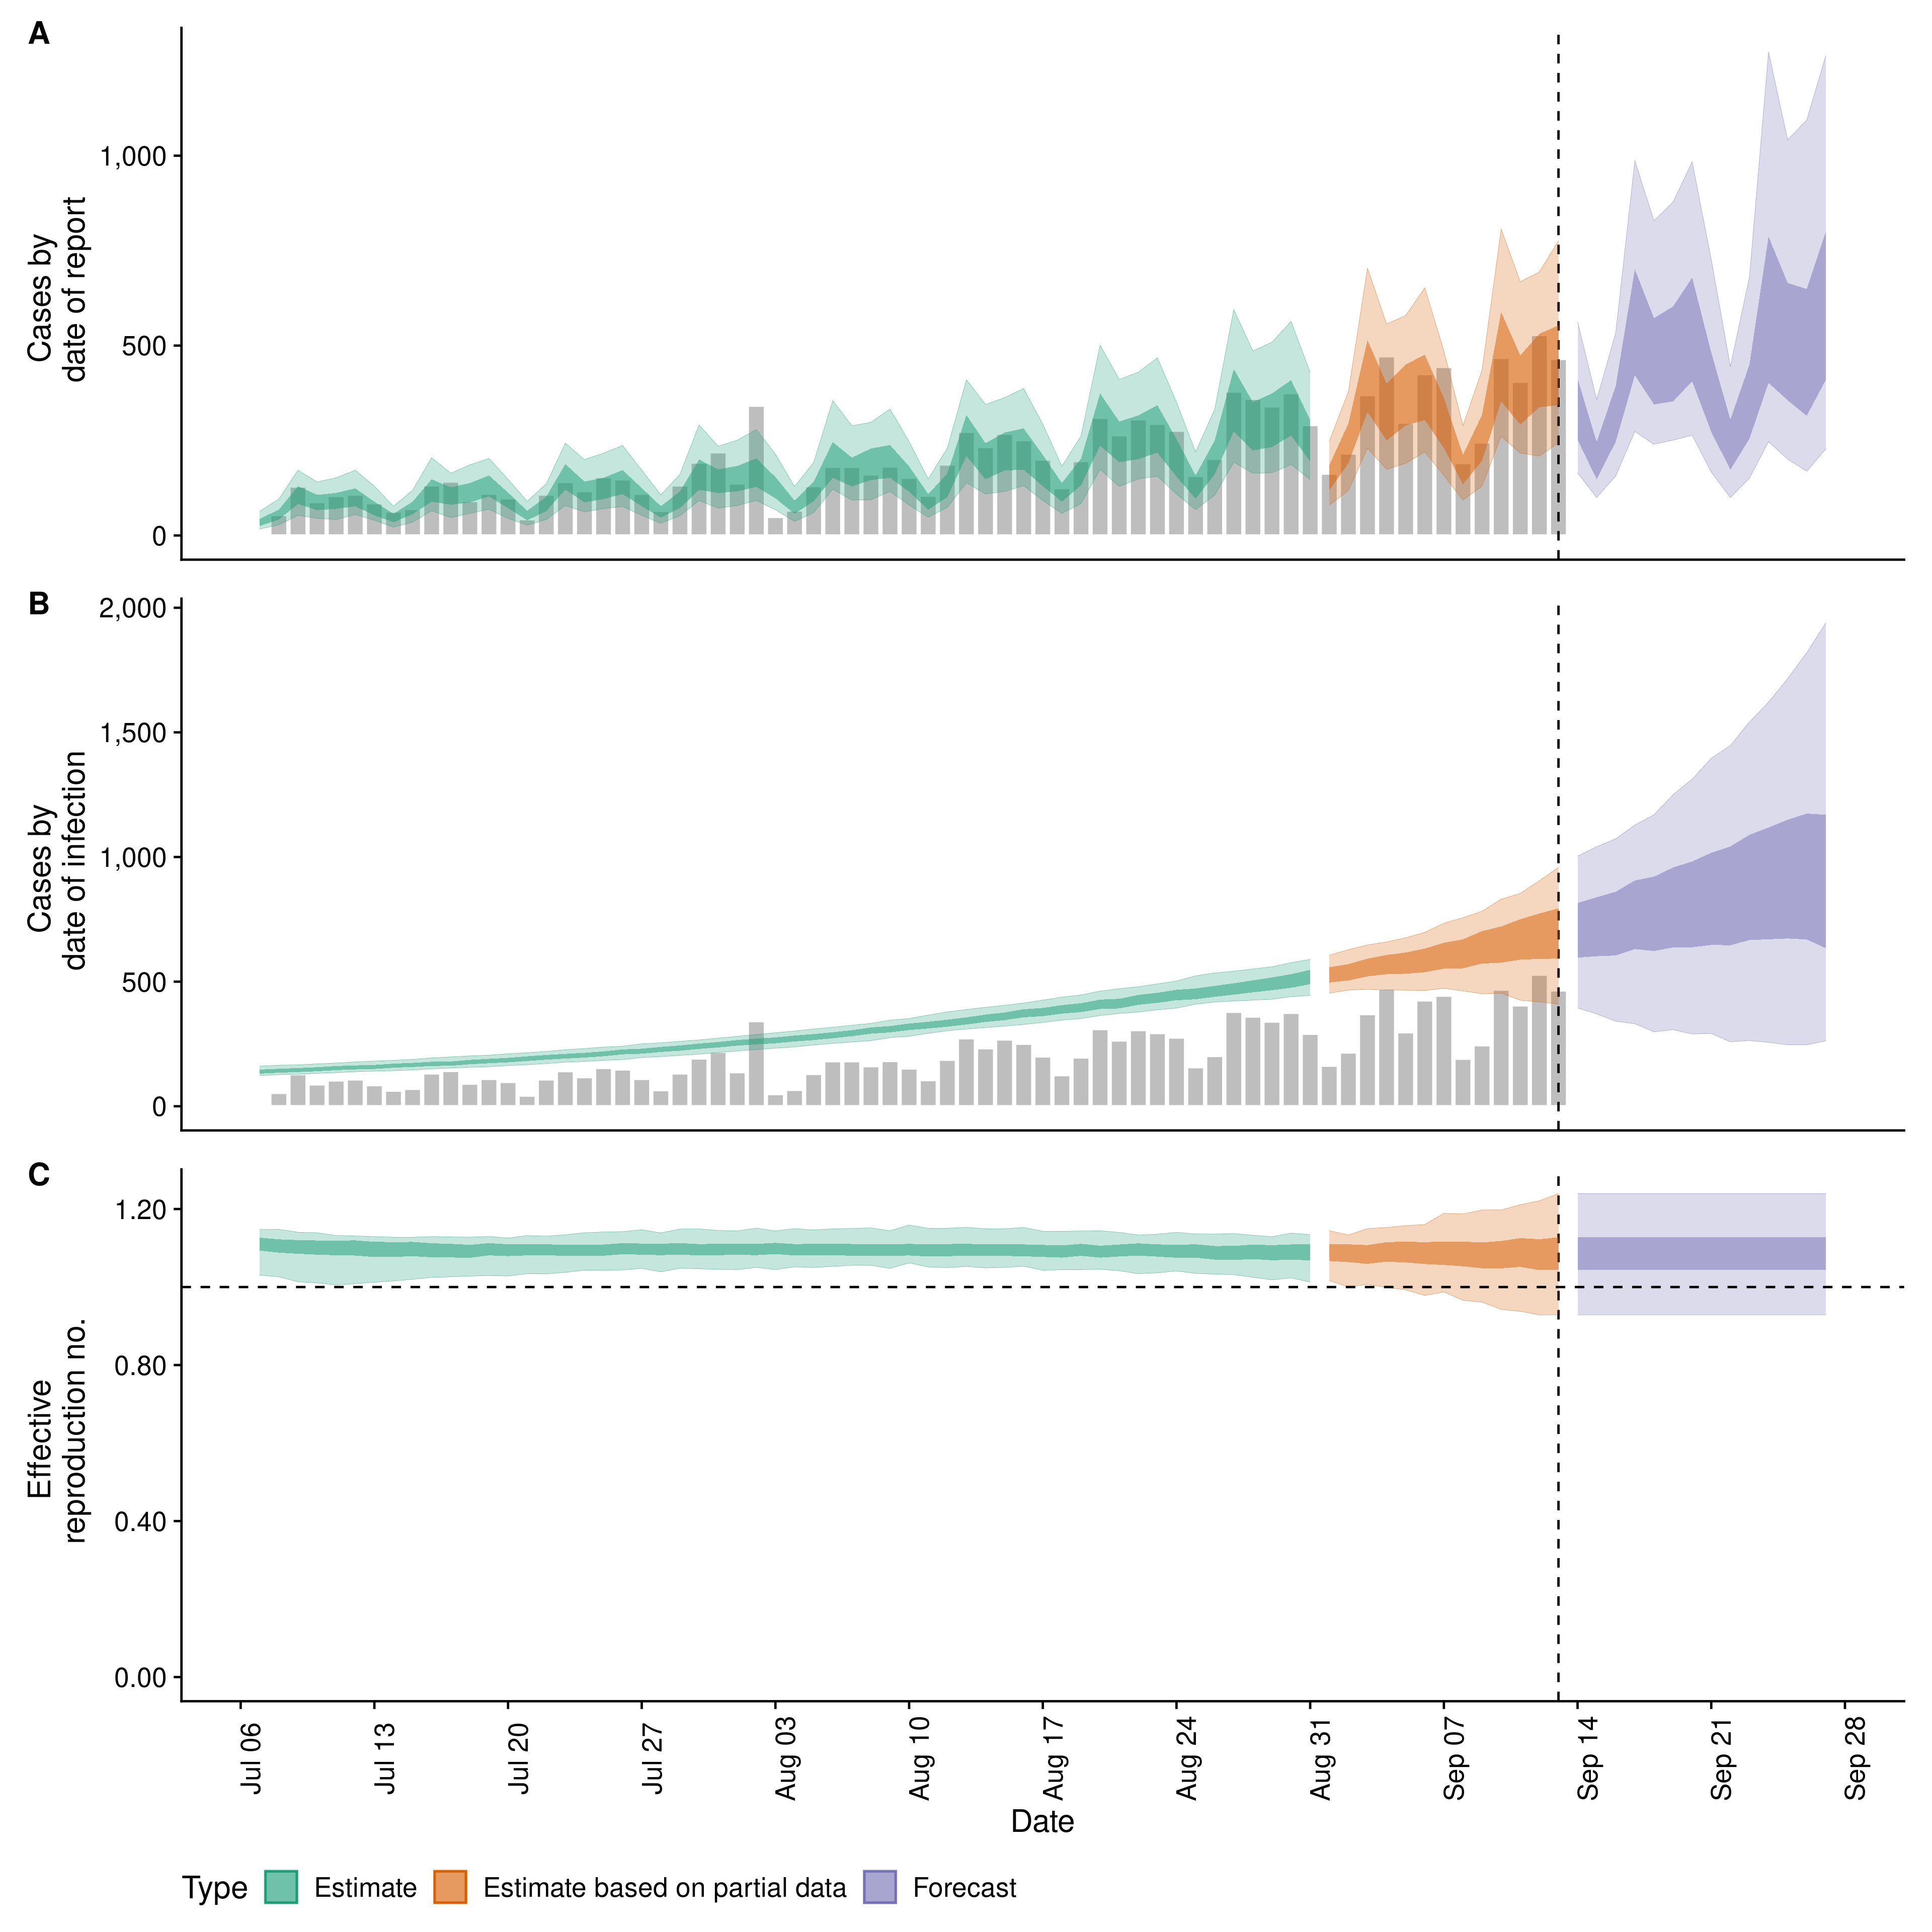 A
Cases by
date of report
1,000
500
0
B
Cases by
date of infection
2,000
1,500
1,000
500
0
C
Effective
reproduction no.
1.20
0.80
0.40
0.00
Jul 06
Jul 13
Jul 20
Jul 27
Aug 03
Aug 10
Aug 17
Aug 24
Aug 31
Sep 07
Sep 14
Sep 21
Sep 28
Date
Type Estimate Estimate based on partial data Forecast